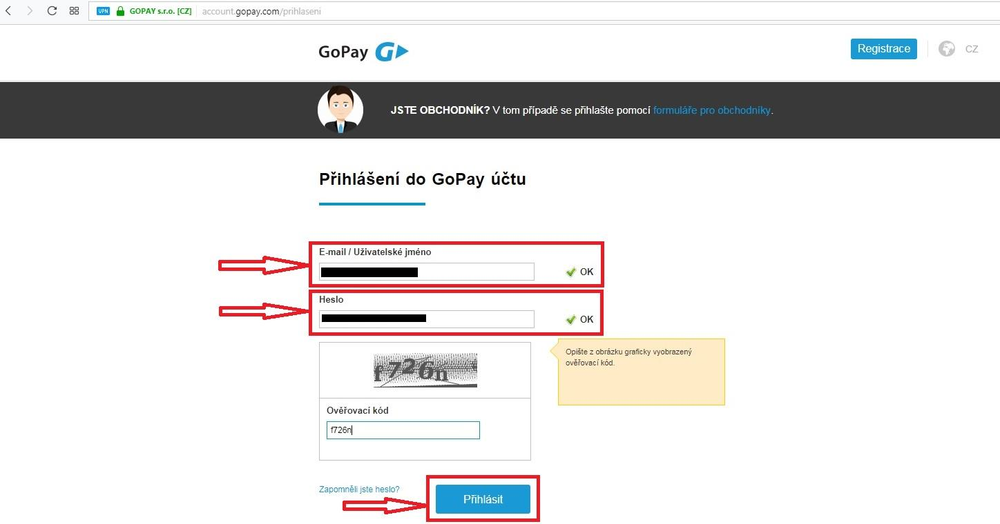 VPN GOPAY s.r.o. [CZ] account.gopay.com/prihlaseni
GoPay G
Registrace
CZ
JSTE OBCHODNÍK? V tom případě se přihlašte pomocí formuláře pro obchodníky.
Přihlášení do GoPay účtu
E-mail / Uživatelské jméno
OK
Heslo
OK
f726n
Opište z obrázku graficky vyobrazený
ověřovací kód.
Ověřovací kód
f726n
Zapomněli jste heslo?
Přihlásit